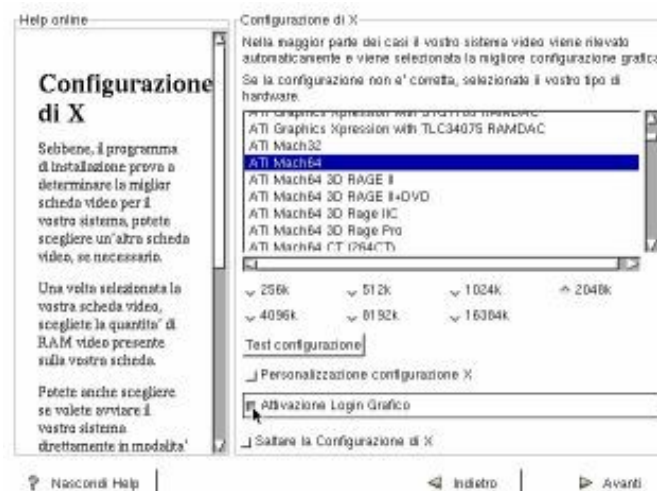 Help online
Configurazione
di X
Sebbene, il programma
di installazione prova a
determinare la miglior
scheda video per il
vostro sistema, potete
scegliere un'altra scheda
video, se necessario.
Una volta selezionata la
vostra scheda video,
scegliete la quantita' di
RAM video presente
sulla vostra scheda.
Potete anche scegliere
se volete avviare il
vostro sistema
direttamente in modalita'
Configurazione di X
Nella maggior parte dei casi il vostro sistema video viene rilevato
automaticamente e viene selezionata la migliore configurazione grafica
Se la configurazione non e' corretta, selezionate il vostro tipo di
hardware.
ATI Graphics Xpression with RAMDAC
ATI Graphics Xpression with TLC34075 RAMDAC
ATI Mach32
ATI Mach64
ATI Mach64 3D RAGE II
ATI Mach64 3D RAGE II+DVD
ATI Mach64 3D Rage IIC
ATI Mach64 3D Rage Pro
ATI Mach64 CT (264CT)
256k 512k 1024k 2048k
4096k 8192k 16384k
Test configurazione
Personalizzazione configurazione X
Attivazione Login Grafico
Saltare la Configurazione di X
Nascondi Help
Indietro
Avanti